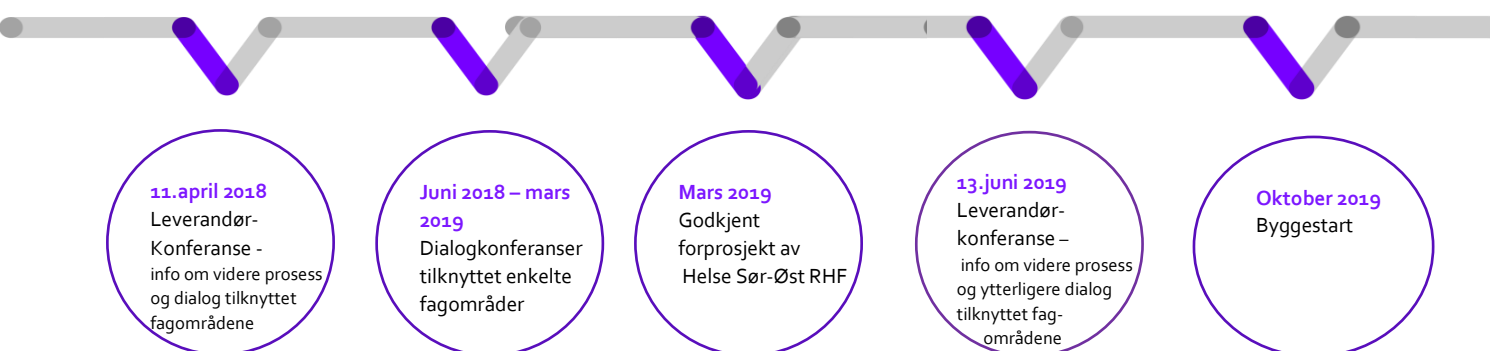 11.april 2018
Leverandør-
Konferanse -
info om videre prosess
og dialog tilknyttet
fagområdene
Juni 2018 – mars
2019
Dialogkonferanser
tilknyttet enkelte
fagområder
Mars 2019
Godkjent
forprosjekt av
Helse Sør-Øst RHF
13.juni 2019
Leverandør-
konferanse –
info om videre prosess
og ytterligere dialog
tilknyttet fag-
områdene
Oktober 2019
Byggestart